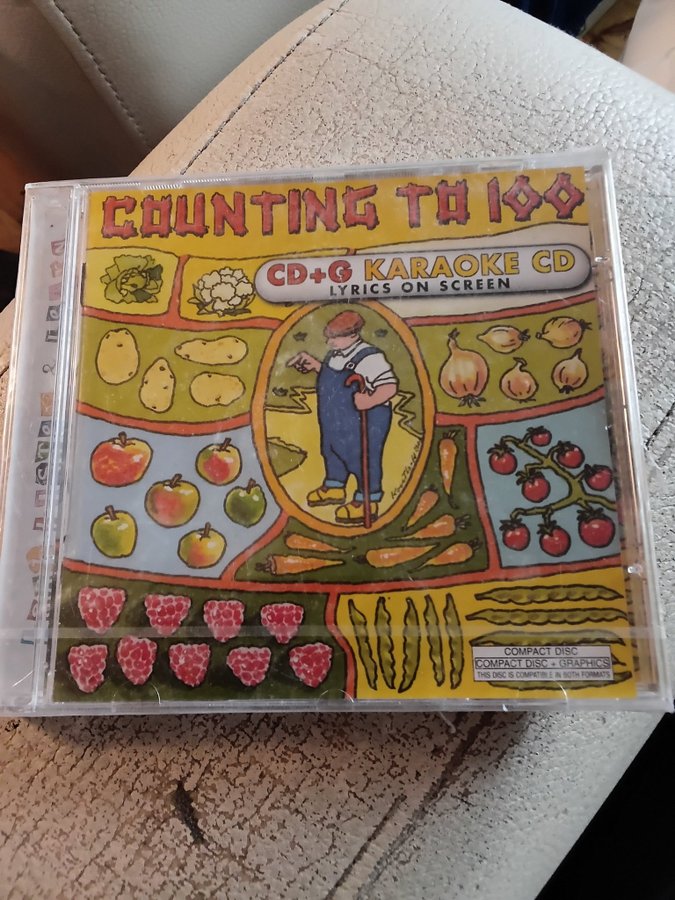 COUNTING TO 100
CD+G KARAOKE CD
LYRICS ON SCREEN
COMPACT DISC
COMPACT DISC + GRAPHICS
THIS DISC IS COMPATIBLE IN BOTH FORMATS